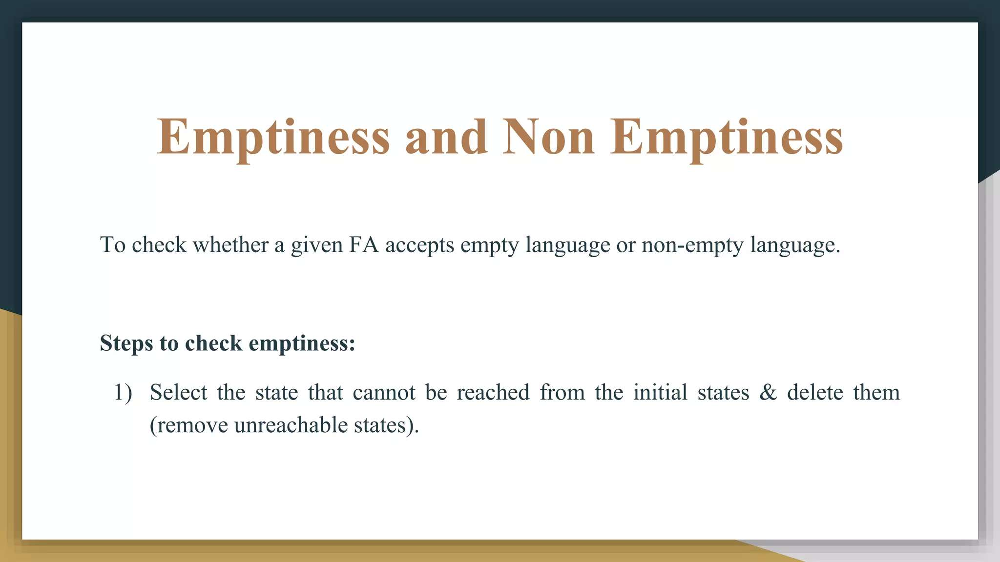 Emptiness and Non Emptiness
To check whether a given FA accepts empty language or non-empty language.
Steps to check emptiness:
1) Select the state that cannot be reached from the initial states & delete them
(remove unreachable states).